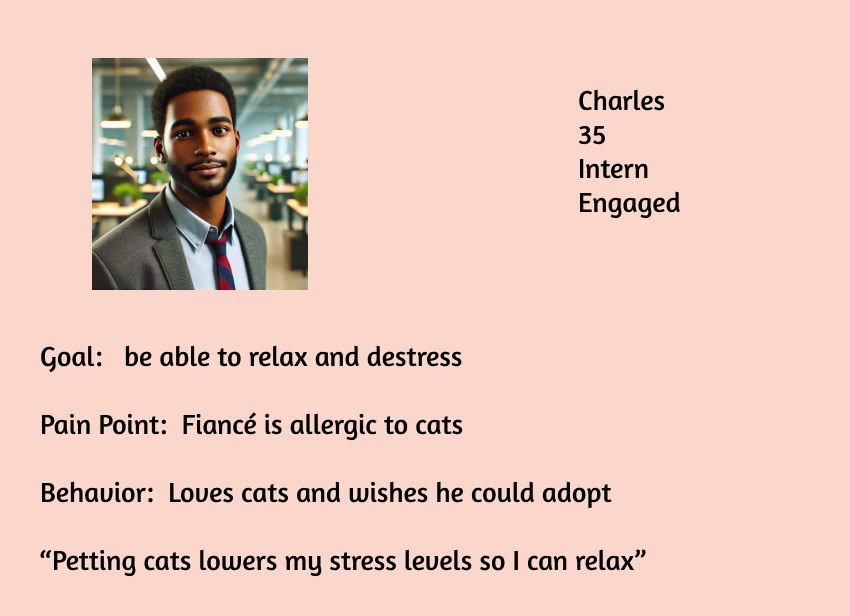 Charles
35
Intern
Engaged
Goal:   be able to relax and destress
Pain Point:  Fiancé is allergic to cats
Behavior:  Loves cats and wishes he could adopt
“Petting cats lowers my stress levels so I can relax”